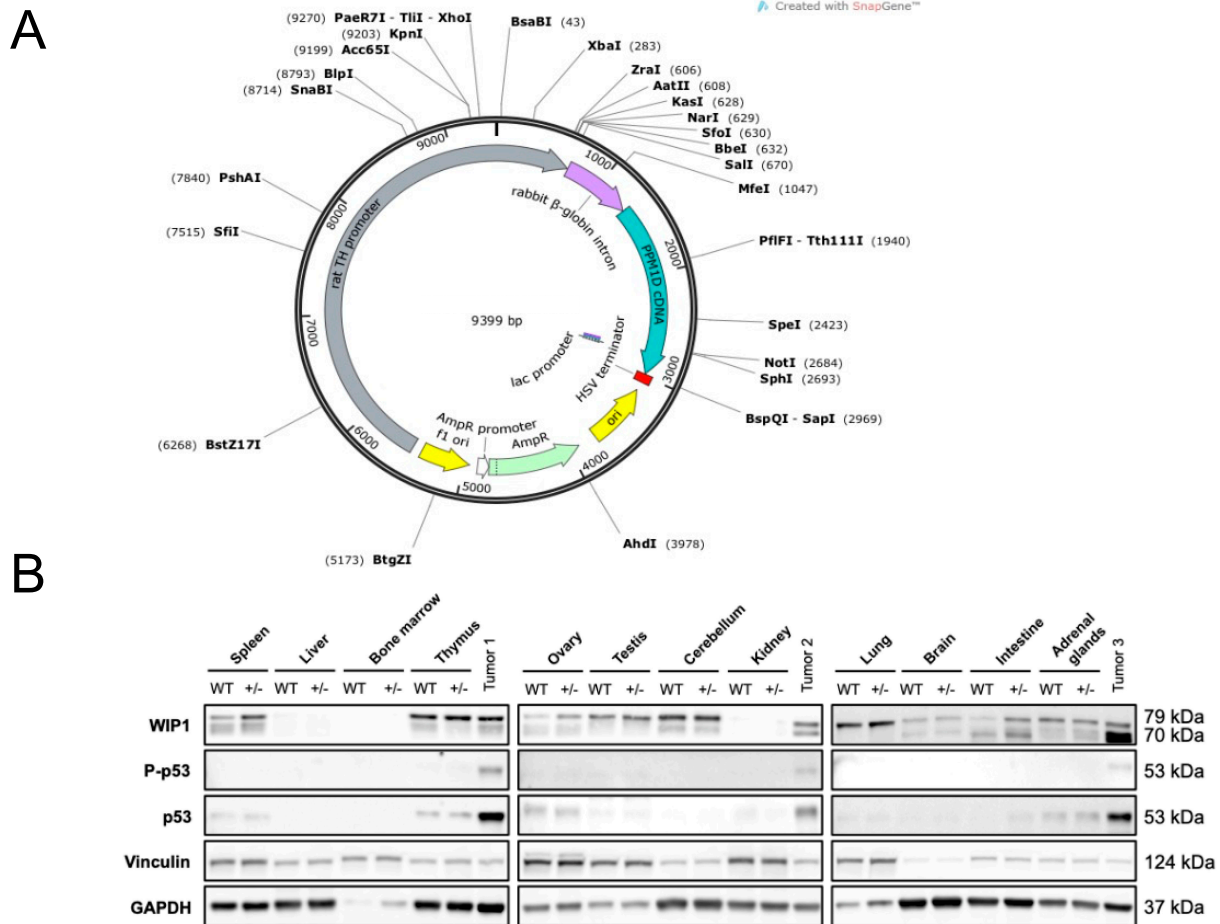 A
Created with SnapGene™
(9270) PaeR7I - TliI - XhoI
(9203) KpnI
(9199) Acc65I
(8793) BlpI
(8714) SnaBI
(7840) PshAI
(7515) SfiI
(6268) BstZ17I
(5173) BtgZI
BsaBI (43)
XbaI (283)
ZraI (606)
AatII (608)
KasI (628)
NarI (629)
SfoI (630)
BbeI (632)
SalI (670)
MfeI (1047)
PflFI - Tth111I (1940)
SpeI (2423)
NotI (2684)
SphI (2693)
BspQI - SapI (2969)
AhdI (3978)
1000
2000
3000
4000
5000
6000
7000
8000
9000
rat TH promoter
rabbit β-globin intron
PPM1D cDNA
9399 bp
lac promoter
HSV terminator
ori
AmpR promoter
AmpR
f1 ori
B
Spleen Liver Bone marrow Thymus Tumor 1 Ovary Testis Cerebellum Kidney Tumor 2 Lung Brain Intestine Adrenal glands Tumor 3
WT +/- WT +/- WT +/- WT +/- WT +/- WT +/- WT +/- WT +/- WT +/- WT +/- WT +/- WT +/-
WIP1 79 kDa
70 kDa
P-p53 53 kDa
p53 53 kDa
Vinculin 124 kDa
GAPDH 37 kDa